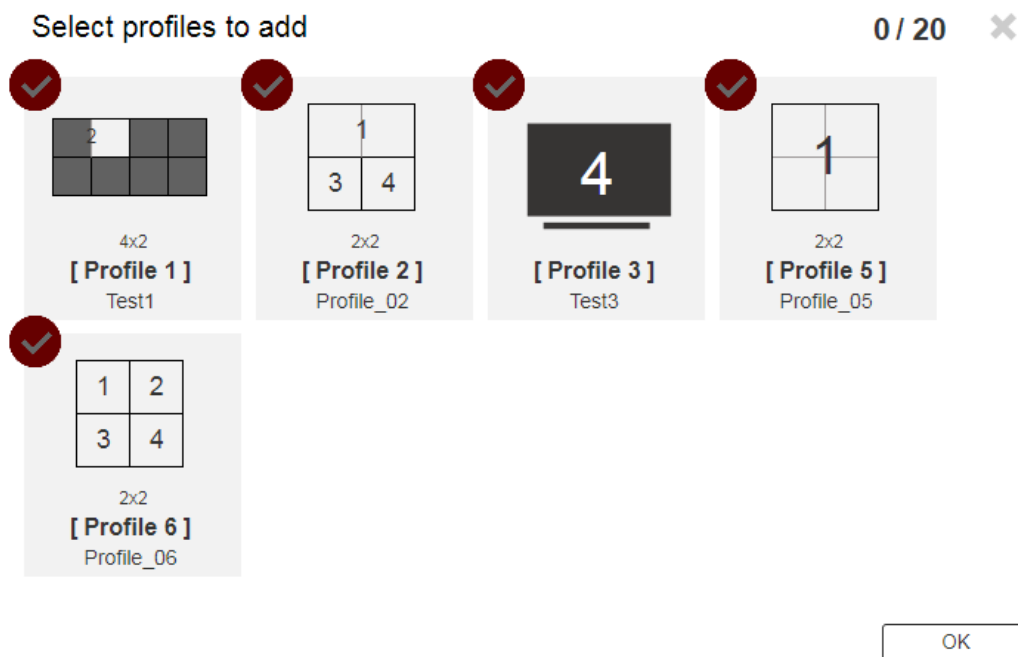 Select profiles to add
0 / 20
2
4x2
[ Profile 1 ]
Test1
1
3 4
2x2
[ Profile 2 ]
Profile_02
4
[ Profile 3 ]
Test3
1
2x2
[ Profile 5 ]
Profile_05
1 2
3 4
2x2
[ Profile 6 ]
Profile_06
OK